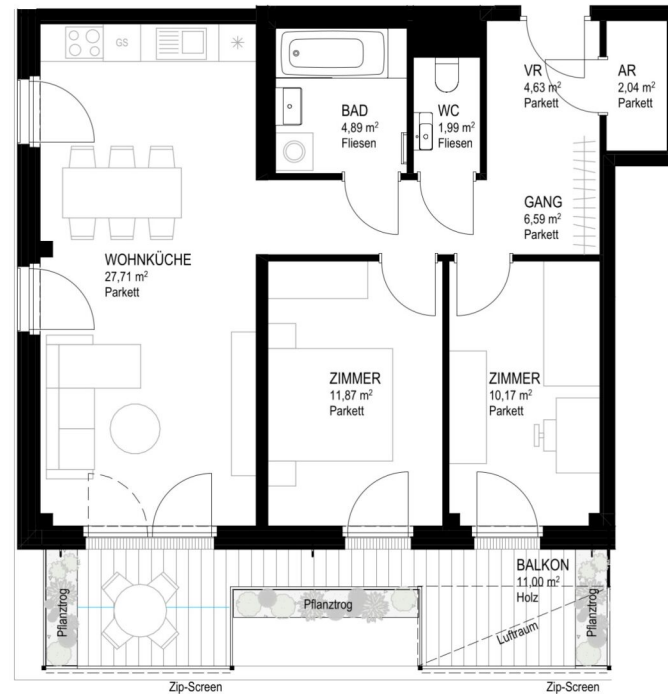 GS
VR
4,63 m²
Parkett
AR
2,04 m²
Parkett
BAD
4,89 m²
Fliesen
WC
1,99 m²
Fliesen
GANG
6,59 m²
Parkett
WOHNKÜCHE
27,71 m²
Parkett
ZIMMER
11,87 m²
Parkett
ZIMMER
10,17 m²
Parkett
BALKON
11,00 m²
Holz
Pflanztrog
Pflanztrog
Pflanztrog
Luftraum
Zip-Screen
Zip-Screen